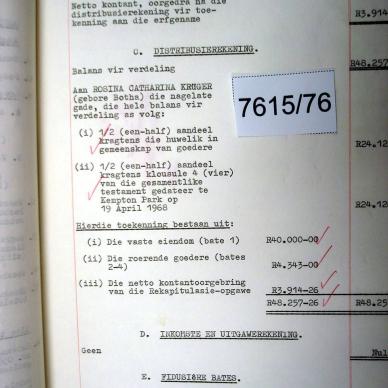 Netto kontant, oorgedra na die
distribusierekening vir toe-
kenning aan die erfgename
R3.914
C. DISTRIBUSIEREKENING.
Balans vir verdeling
R48.257
Aan ROSINA CATHARINA KRUGER
(gebore Botha) die nagelate
gade, die hele balans vir
verdeling as volg:
7615/76
(i) 1/2 (een-half) aandeel
kragtens die huwelik in
gemeenskap van goedere
R24.12
(ii) 1/2 (een-half) aandeel
kragtens klousule 4 (vier)
van die gesamentlike
testament gedateer te
Kempton Park op
19 April 1968
R24.12
Hierdie toekenning bestaan uit:
(i) Die vaste eiendom (bate 1)
R40.000-00
(ii) Die roerende goedere (bates
2-4)
R4.343-00
(iii) Die netto kontantoorgebring
van die Rekapitulasie-opgawe
R3.914-26
R48.257-26
R48.257
D. INKOMSTE EN UITGAWEREKENING.
Geen
Nul
E. FIDUSIêRE BATES.